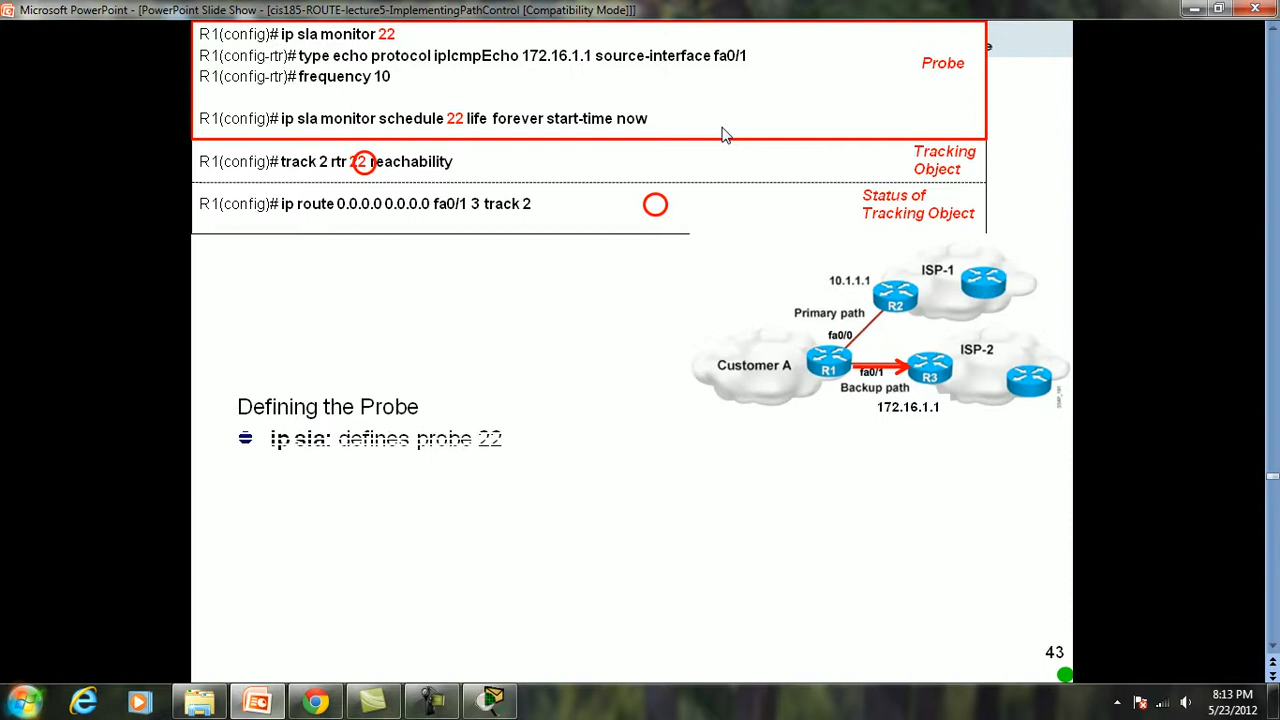 Microsoft PowerPoint - [PowerPoint Slide Show - [cis185-ROUTE-lecture5-ImplementingPathControl [Compatibility Mode]]]
R1(config)# ip sla monitor 22
R1(config-rtr)# type echo protocol ipIcmpEcho 172.16.1.1 source-interface fa0/1
R1(config-rtr)# frequency 10
Probe
R1(config)# ip sla monitor schedule 22 life forever start-time now
R1(config)# track 2 rtr 22 reachability
Tracking
Object
R1(config)# ip route 0.0.0.0 0.0.0.0 fa0/1 3 track 2
Status of
Tracking Object
ISP-1
10.1.1.1
R2
Primary path
fa0/0
ISP-2
Customer A
R1
fa0/1
R3
Backup path
172.16.1.1
Defining the Probe
ip sla: defines probe 22
43
8:13 PM
5/23/2012